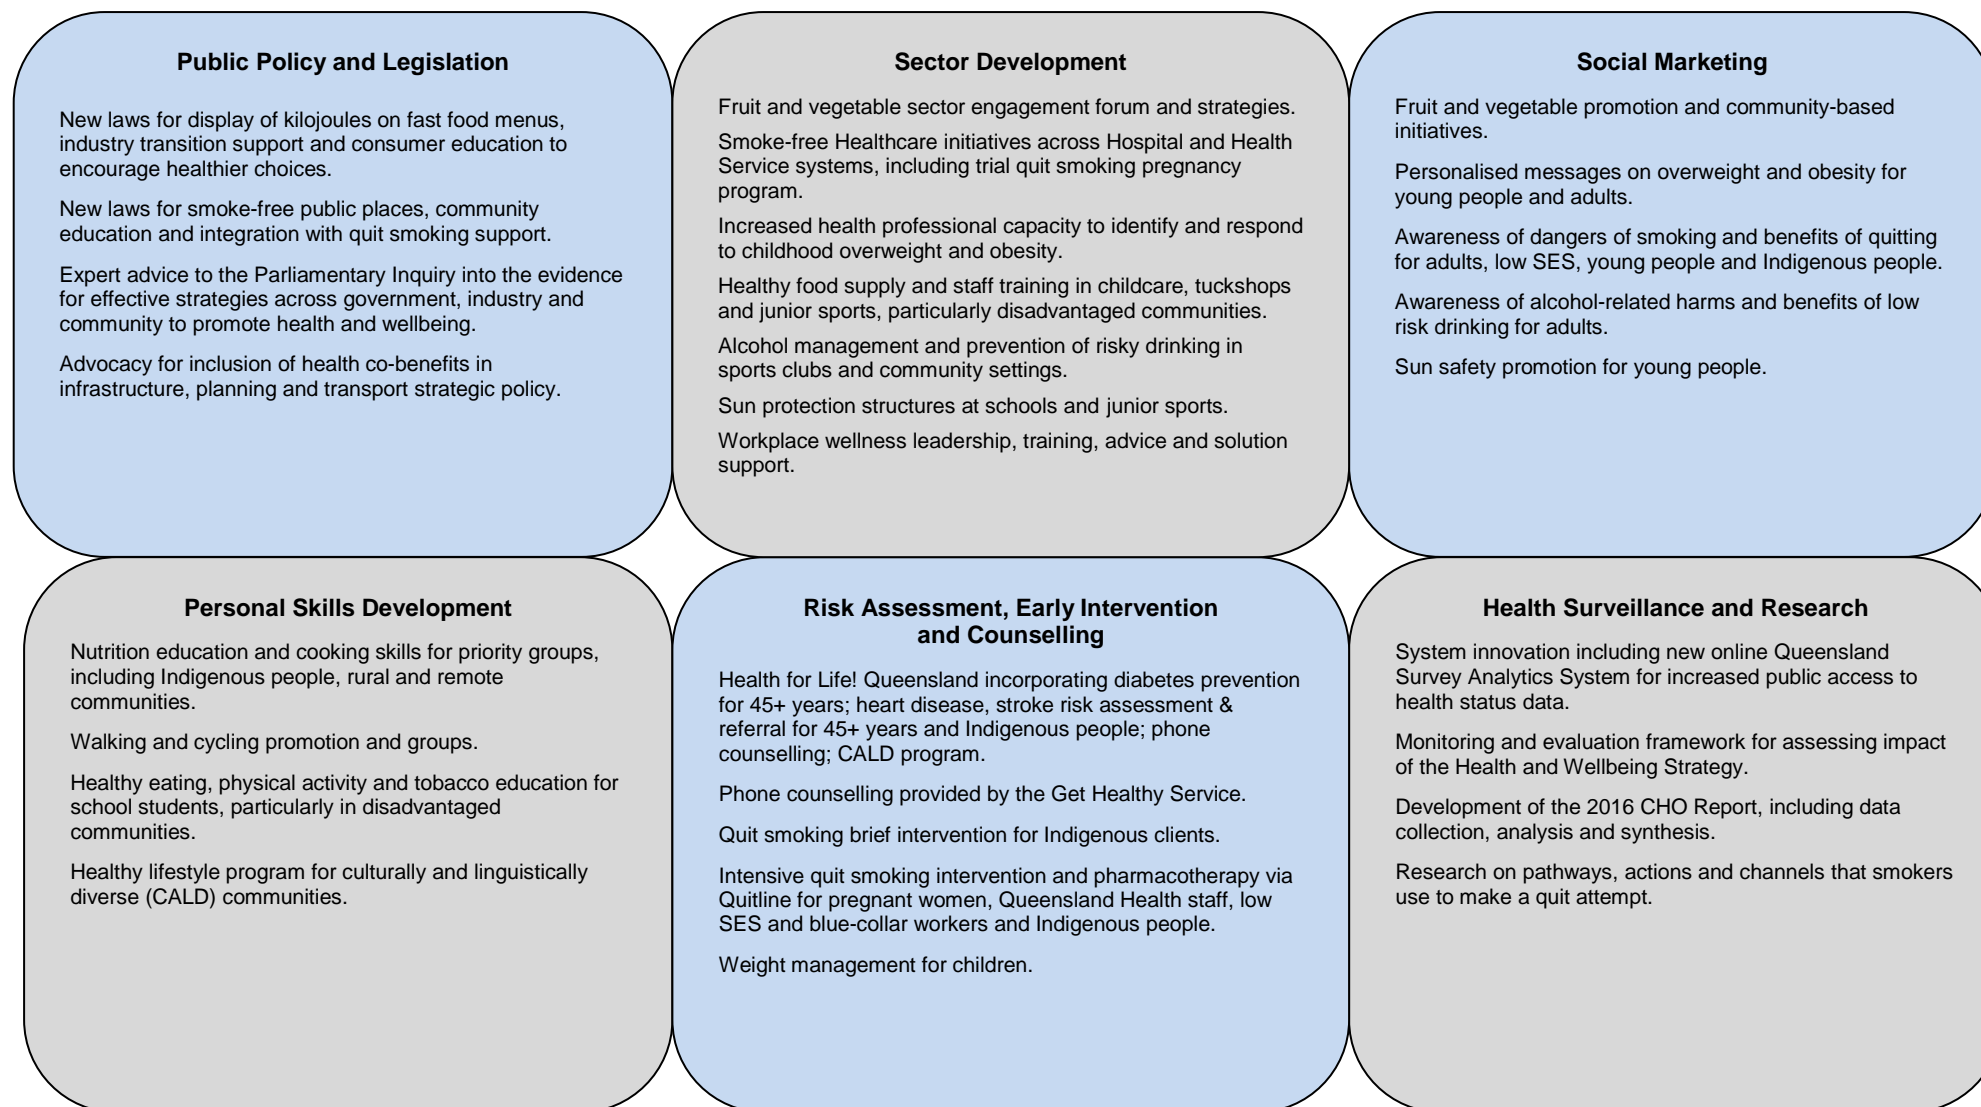 Public Policy and Legislation
New laws for display of kilojoules on fast food menus,
industry transition support and consumer education to
encourage healthier choices.
New laws for smoke-free public places, community
education and integration with quit smoking support.
Expert advice to the Parliamentary Inquiry into the evidence
for effective strategies across government, industry and
community to promote health and wellbeing.
Advocacy for inclusion of health co-benefits in
infrastructure, planning and transport strategic policy.
Sector Development
Fruit and vegetable sector engagement forum and strategies.
Smoke-free Healthcare initiatives across Hospital and Health
Service systems, including trial quit smoking pregnancy
program.
Increased health professional capacity to identify and respond
to childhood overweight and obesity.
Healthy food supply and staff training in childcare, tuckshops
and junior sports, particularly disadvantaged communities.
Alcohol management and prevention of risky drinking in
sports clubs and community settings.
Sun protection structures at schools and junior sports.
Workplace wellness leadership, training, advice and solution
support.
Social Marketing
Fruit and vegetable promotion and community-based
initiatives.
Personalised messages on overweight and obesity for
young people and adults.
Awareness of dangers of smoking and benefits of quitting
for adults, low SES, young people and Indigenous people.
Awareness of alcohol-related harms and benefits of low
risk drinking for adults.
Sun safety promotion for young people.
Personal Skills Development
Nutrition education and cooking skills for priority groups,
including Indigenous people, rural and remote
communities.
Walking and cycling promotion and groups.
Healthy eating, physical activity and tobacco education for
school students, particularly in disadvantaged
communities.
Healthy lifestyle program for culturally and linguistically
diverse (CALD) communities.
Risk Assessment, Early Intervention
and Counselling
Health for Life! Queensland incorporating diabetes prevention
for 45+ years; heart disease, stroke risk assessment &
referral for 45+ years and Indigenous people; phone
counselling; CALD program.
Phone counselling provided by the Get Healthy Service.
Quit smoking brief intervention for Indigenous clients.
Intensive quit smoking intervention and pharmacotherapy via
Quitline for pregnant women, Queensland Health staff, low
SES and blue-collar workers and Indigenous people.
Weight management for children.
Health Surveillance and Research
System innovation including new online Queensland
Survey Analytics System for increased public access to
health status data.
Monitoring and evaluation framework for assessing impact
of the Health and Wellbeing Strategy.
Development of the 2016 CHO Report, including data
collection, analysis and synthesis.
Research on pathways, actions and channels that smokers
use to make a quit attempt.